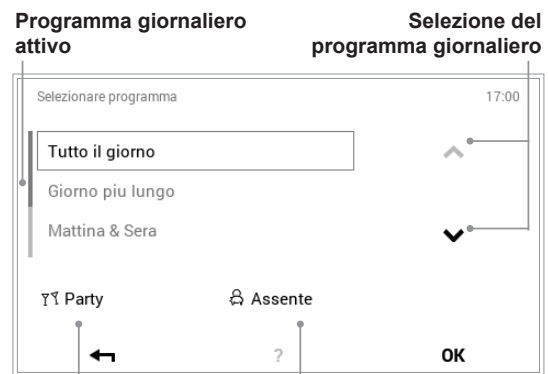 Programma giornaliero attivo
Selezione del programma giornaliero
Selezionare programma 17:00
Tutto il giorno
Giorno piu lungo
Mattina & Sera
Party Assente
? OK